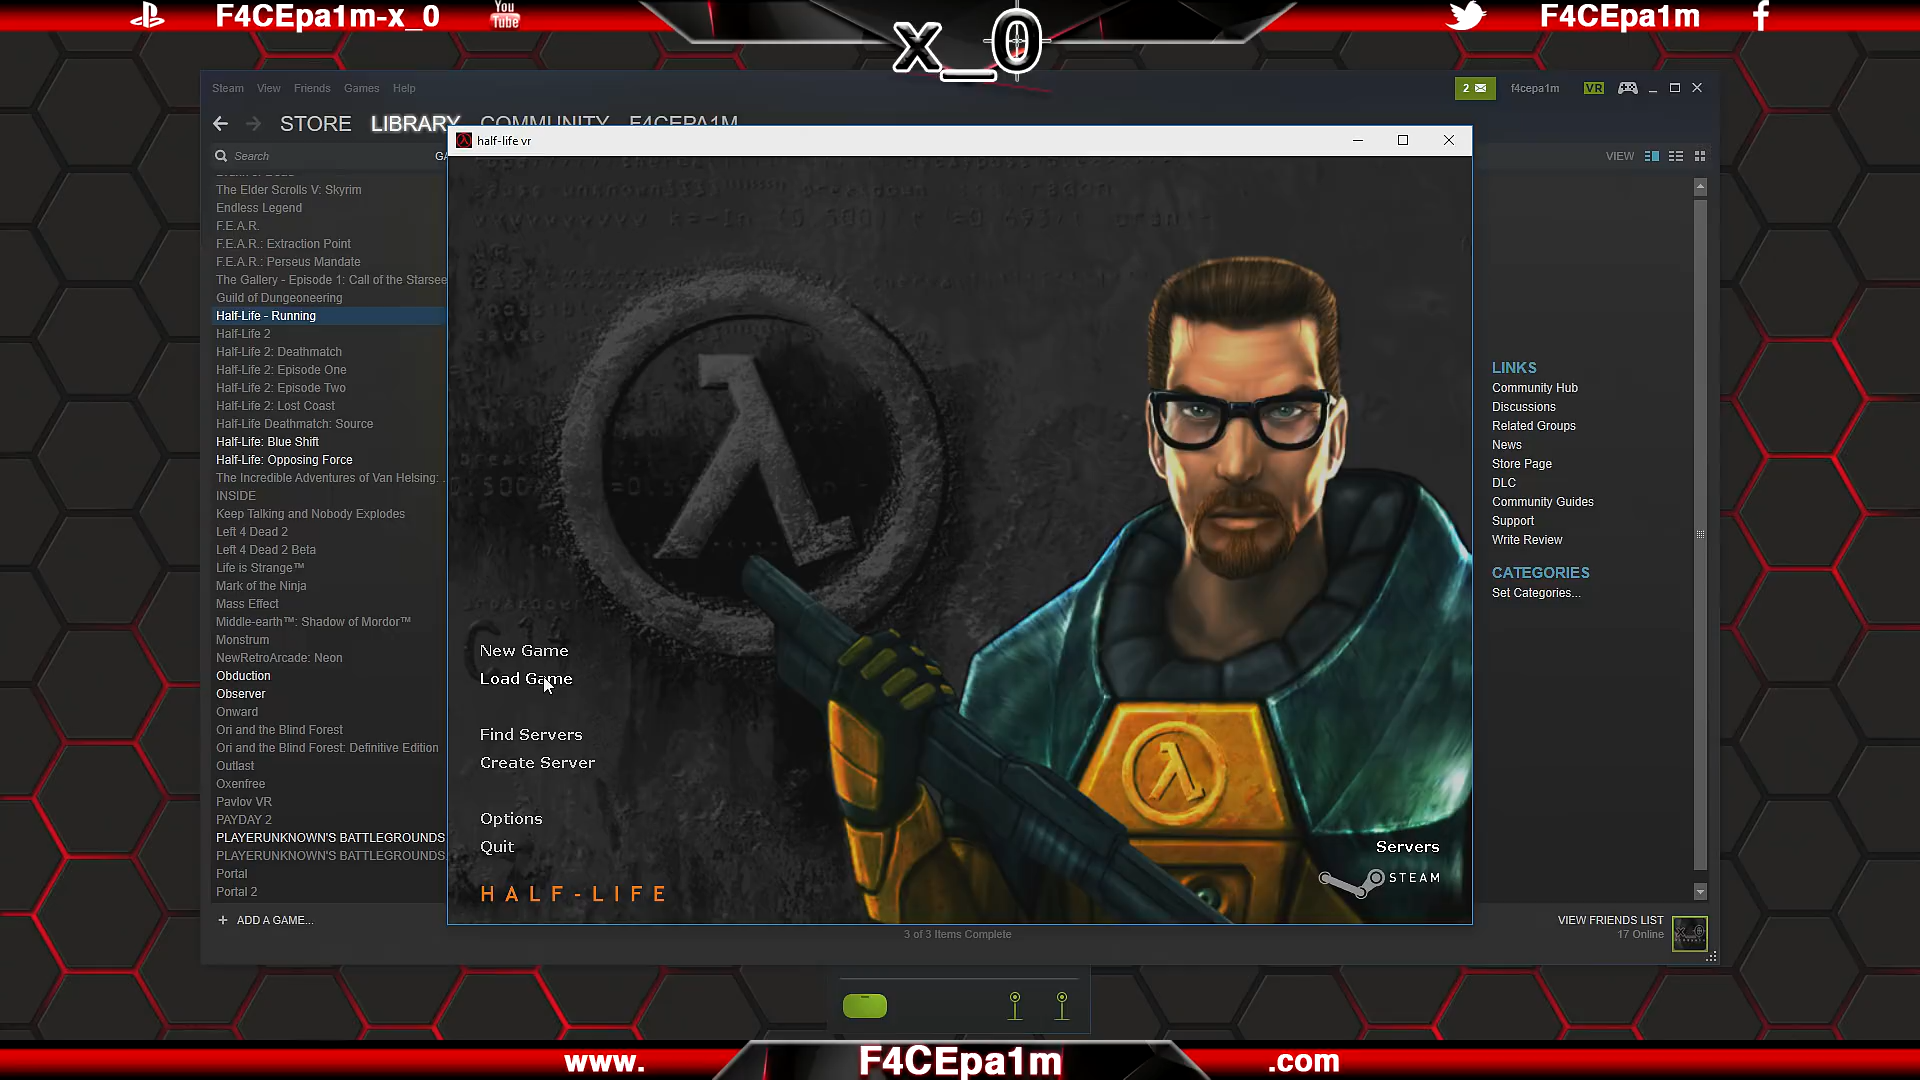 F4CEpa1m-x_0
You
Tube
x_0
F4CEpa1m
f
Steam View Friends Games Help
2
f4cepa1m
VR
STORE LIBRARY COMMUNITY F4CEPA1M
half-life vr
Search
VIEW
The Elder Scrolls V: Skyrim
Endless Legend
F.E.A.R.
F.E.A.R.: Extraction Point
F.E.A.R.: Perseus Mandate
The Gallery - Episode 1: Call of the Starsee
Guild of Dungeoneering
Half-Life - Running
Half-Life 2
Half-Life 2: Deathmatch
Half-Life 2: Episode One
Half-Life 2: Episode Two
Half-Life 2: Lost Coast
Half-Life Deathmatch: Source
Half-Life: Blue Shift
Half-Life: Opposing Force
The Incredible Adventures of Van Helsing:
INSIDE
Keep Talking and Nobody Explodes
Left 4 Dead 2
Left 4 Dead 2 Beta
Life is Strange™
Mark of the Ninja
Mass Effect
Middle-earth™: Shadow of Mordor™
Monstrum
NewRetroArcade: Neon
Obduction
Observer
Onward
Ori and the Blind Forest
Ori and the Blind Forest: Definitive Edition
Outlast
Oxenfree
Pavlov VR
PAYDAY 2
PLAYERUNKNOWN'S BATTLEGROUNDS
PLAYERUNKNOWN'S BATTLEGROUNDS
Portal
Portal 2
+ ADD A GAME...
New Game
Load Game
Find Servers
Create Server
Options
Quit
HALF-LIFE
Servers
STEAM
LINKS
Community Hub
Discussions
Related Groups
News
Store Page
DLC
Community Guides
Support
Write Review
CATEGORIES
Set Categories...
3 of 3 Items Complete
VIEW FRIENDS LIST
17 Online
www. F4CEpa1m .com